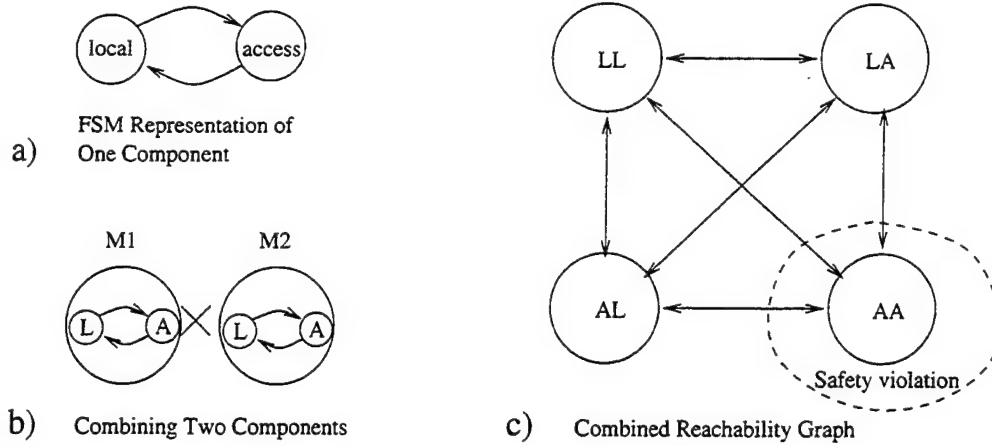 local
access
a)
FSM Representation of
One Component
M1
M2
L
A
L
A
b)
Combining Two Components
LL
LA
AL
AA
Safety violation
c)
Combined Reachability Graph